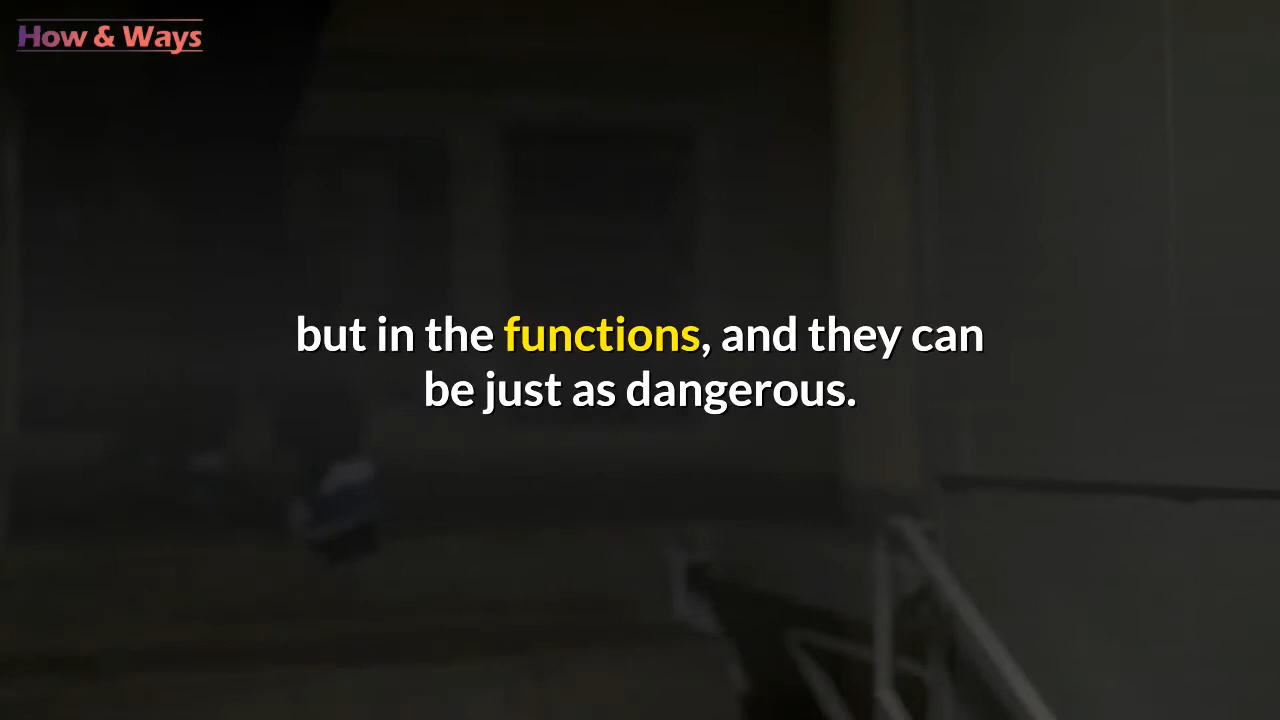 How & Ways
but in the functions, and they can
be just as dangerous.